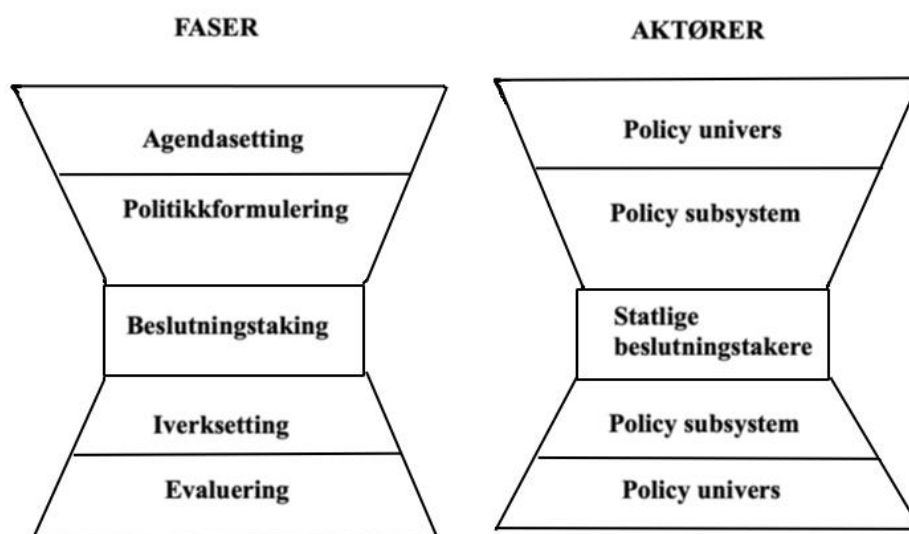 FASER
Agendasetting
Politikkformulering
Beslutningstaking
Iverksetting
Evaluering
AKTØRER
Policy univers
Policy subsystem
Statlige
beslutningstakere
Policy subsystem
Policy univers